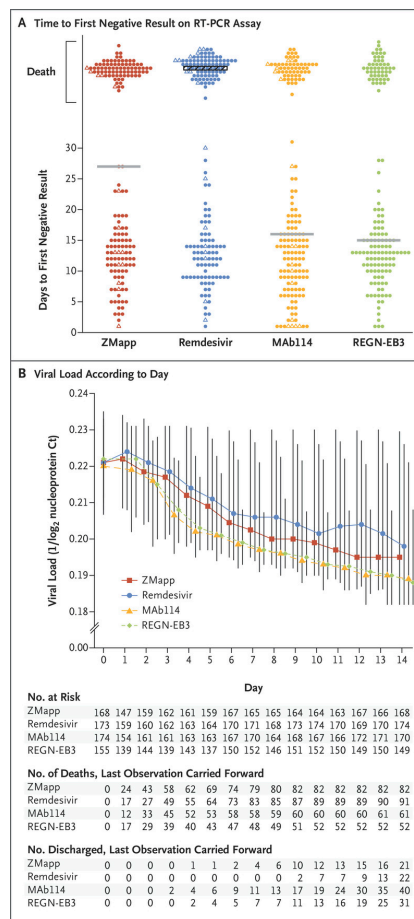 A Time to First Negative Result on RT-PCR Assay
Death
Days to First Negative Result
30
25
20
15
10
5
0
ZMapp Remdesivir MAb114 REGN-EB3
B Viral Load According to Day
Viral Load (1/log2 nucleoprotein Ct)
0.24
0.23
0.22
0.21
0.20
0.19
0.18
0.00
ZMapp
Remdesivir
MAb114
REGN-EB3
0 1 2 3 4 5 6 7 8 9 10 11 12 13 14
Day
No. at Risk
ZMapp 168 147 159 162 161 159 167 165 165 164 164 163 167 166 168
Remdesivir 173 159 160 162 163 164 170 171 168 173 174 170 169 170 174
MAb114 174 154 161 161 163 163 167 170 164 168 167 166 172 171 170
REGN-EB3 155 139 144 139 143 137 150 152 146 151 152 150 149 150 149
No. of Deaths, Last Observation Carried Forward
ZMapp 0 24 43 58 62 69 74 79 80 82 82 82 82 82 82
Remdesivir 0 17 27 49 55 64 73 83 85 87 89 89 89 90 91
MAb114 0 12 33 45 52 53 58 58 59 60 60 60 60 61 61
REGN-EB3 0 17 29 39 40 43 47 48 49 51 52 52 52 52 52
No. Discharged, Last Observation Carried Forward
ZMapp 0 0 0 0 1 1 2 4 6 10 12 13 15 16 21
Remdesivir 0 0 0 0 0 0 0 0 0 2 7 7 9 13 22
MAb114 0 0 0 2 4 6 9 11 13 17 19 24 30 35 40
REGN-EB3 0 0 0 0 2 4 5 7 7 11 13 16 19 25 31